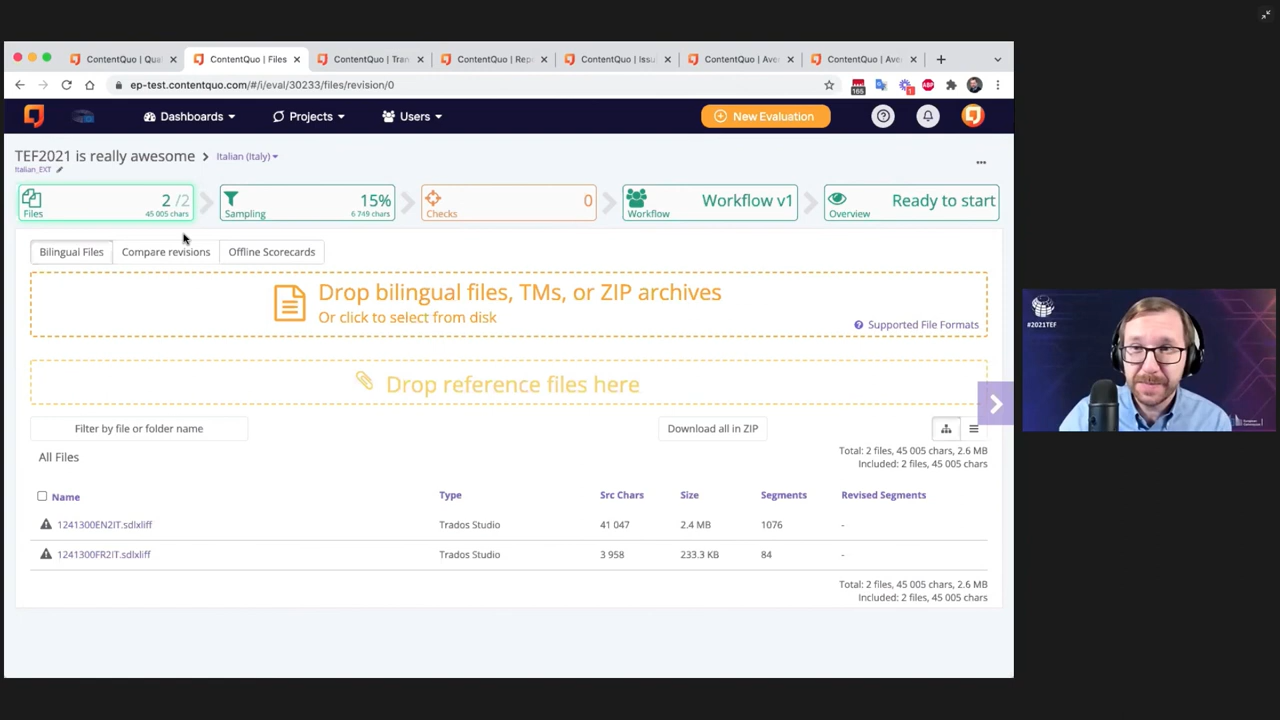 ContentQuo | Qua
ContentQuo | Files
ContentQuo | Tran
ContentQuo | Rep
ContentQuo | Issu
ContentQuo | Aver
ContentQuo | Aver
ep-test.contentquo.com/#/i/eval/30233/files/revision/0
165
1
ABP
Dashboards
Projects
Users
New Evaluation
TEF2021 is really awesome
Italian (Italy)
Italian_EXT
Files
2 /2
45 005 chars
Sampling
15%
6 749 chars
Checks
0
Workflow
Workflow v1
Overview
Ready to start
Bilingual Files
Compare revisions
Offline Scorecards
Drop bilingual files, TMs, or ZIP archives
Or click to select from disk
Supported File Formats
Drop reference files here
Filter by file or folder name
Download all in ZIP
All Files
Total: 2 files, 45 005 chars, 2.6 MB
Included: 2 files, 45 005 chars
Name Type Src Chars Size Segments Revised Segments
1241300EN2IT.sdlxliff Trados Studio 41 047 2.4 MB 1076 -
1241300FR2IT.sdlxliff Trados Studio 3 958 233.3 KB 84 -
Total: 2 files, 45 005 chars, 2.6 MB
Included: 2 files, 45 005 chars
#2021TEF